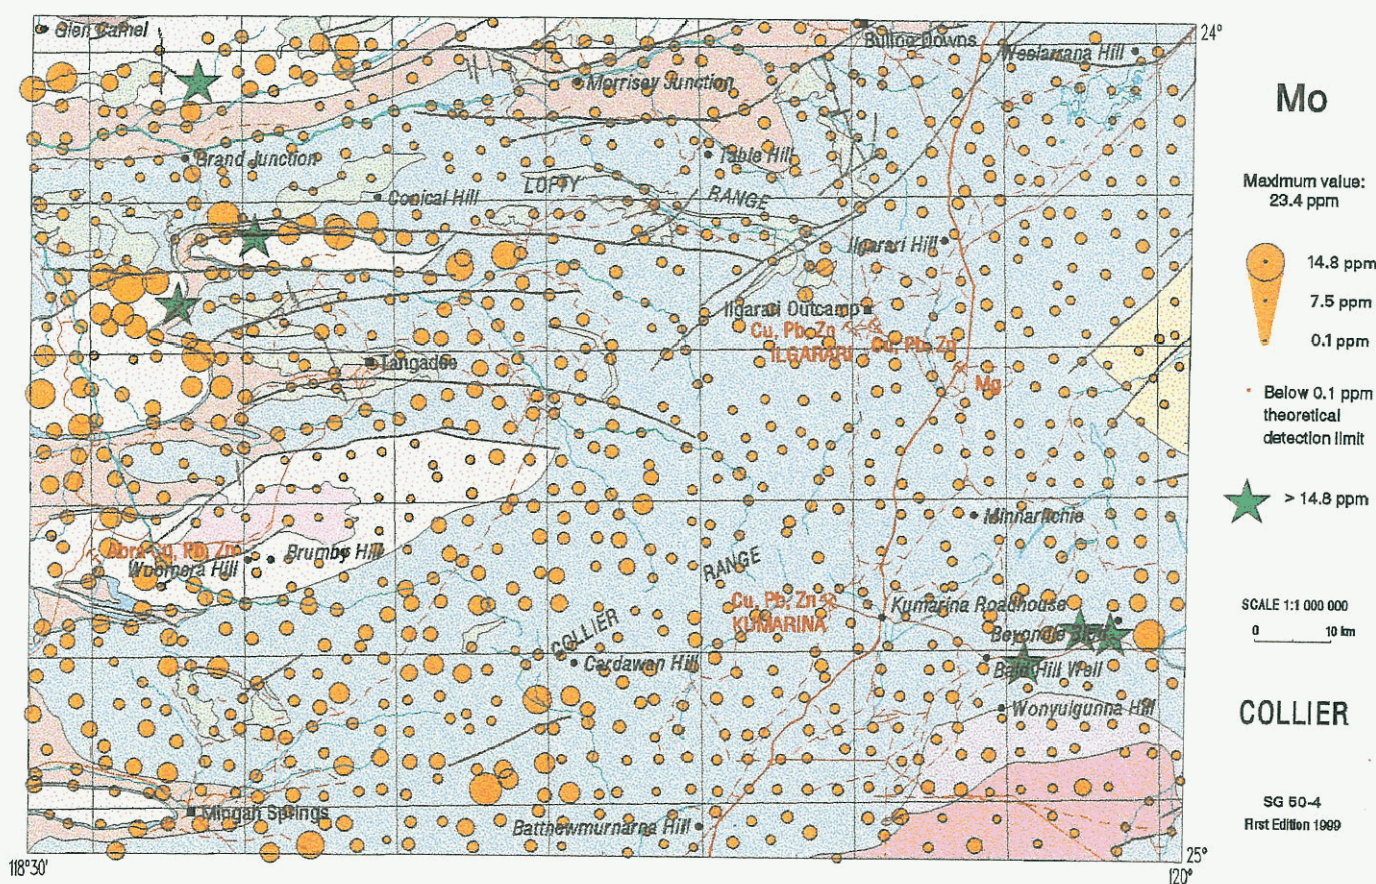 Glen Camel
24°
Bulloo Downs
Weelarrana Hill
Morrisey Junction
Mo
Grand Junction
Table Hill
Maximum value:
23.4 ppm
LOFTY
RANGE
Conical Hill
Ilgarari Hill
14.8 ppm
7.5 ppm
0.1 ppm
Ilgarari Outcamp
Cu, Pb, Zn
ILGARARI
Cu, Pb, Zn
Tangadee
Mg
Below 0.1 ppm
theoretical
detection limit
> 14.8 ppm
Minnaritchie
Abra Cu, Pb, Zn
Brumby Hill
Woomera Hill
RANGE
COLLIER
Cu, Pb, Zn
KUMARINA
Kumarina Roadhouse
SCALE 1:1 000 000
0 10 km
Beyondie
Cardawan Hill
Bald Hill Well
Wonyulgunna Hill
COLLIER
Mingah Springs
Batthewmurnarna Hill
SG 50-4
First Edition 1999
118°30'
25°
120°